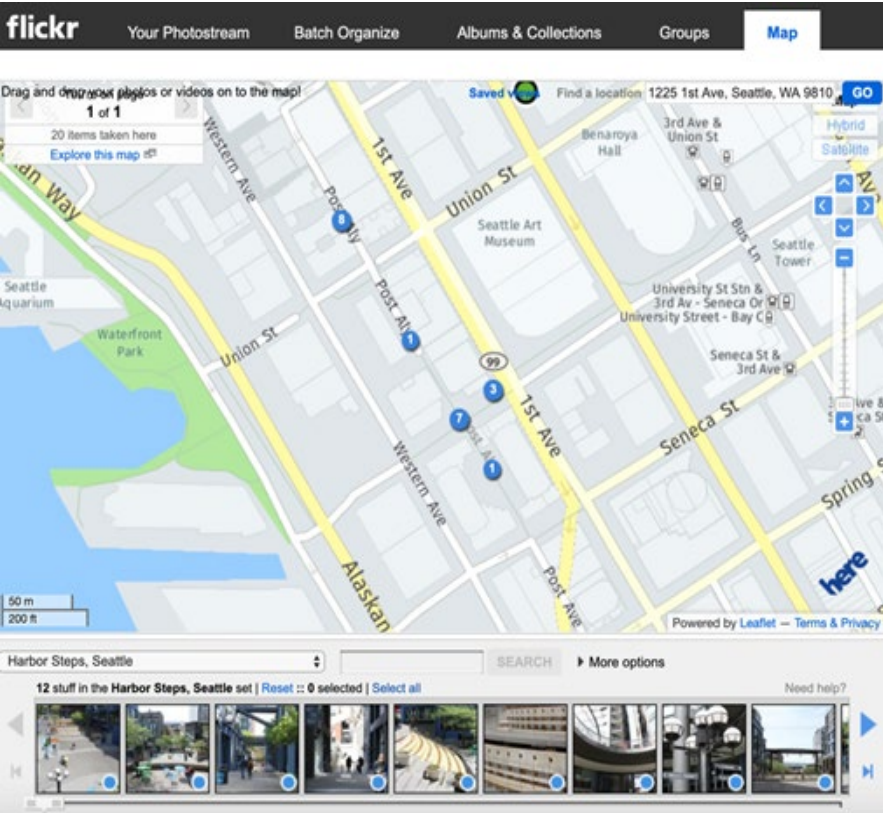 flickr
Your Photostream
Batch Organize
Albums & Collections
Groups
Map
Drag and drop your photos or videos on to the map!
Saved
Find a location
1225 1st Ave, Seattle, WA 9810
GO
1 of 1
20 items taken here
Explore this map
Map
Hybrid
Satellite
Western Ave
1st Ave
Union St
Benaroya
Hall
3rd Ave &
Union St
Post Aly
8
Seattle Art
Museum
Bus Ln
Seattle
Tower
Seattle
Aquarium
Waterfront
Park
Union St
Post Aly
1
University St Stn &
3rd Av - Seneca
University Street - Bay C
Seneca St &
3rd Ave
99
3
7
1st Ave
Seneca St
1
Western Ave
Spring
Alaskan
Post Ave
here
50 m
200 ft
Powered by Leaflet — Terms & Privacy
Harbor Steps, Seattle
SEARCH
More options
12 stuff in the Harbor Steps, Seattle set | Reset :: 0 selected | Select all
Need help?